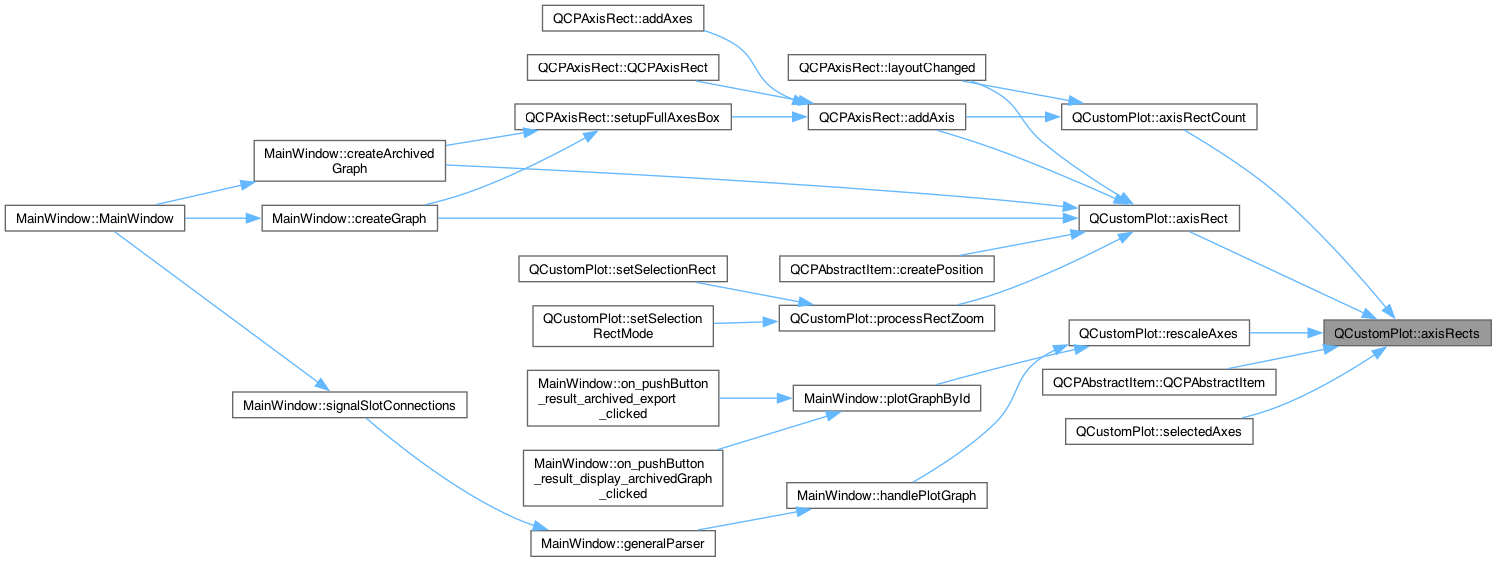 QCPAxisRect::addAxes
QCPAxisRect::QCPAxisRect
QCPAxisRect::layoutChanged
QCPAxisRect::setupFullAxesBox
QCPAxisRect::addAxis
QCustomPlot::axisRectCount
MainWindow::createArchived
Graph
MainWindow::MainWindow
MainWindow::createGraph
QCustomPlot::axisRect
QCustomPlot::setSelectionRect
QCPAbstractItem::createPosition
QCustomPlot::setSelection
RectMode
QCustomPlot::processRectZoom
QCustomPlot::rescaleAxes
QCustomPlot::axisRects
MainWindow::on_pushButton
_result_archived_export
_clicked
QCPAbstractItem::QCPAbstractItem
MainWindow::signalSlotConnections
MainWindow::plotGraphById
QCustomPlot::selectedAxes
MainWindow::on_pushButton
_result_display_archivedGraph
_clicked
MainWindow::handlePlotGraph
MainWindow::generalParser